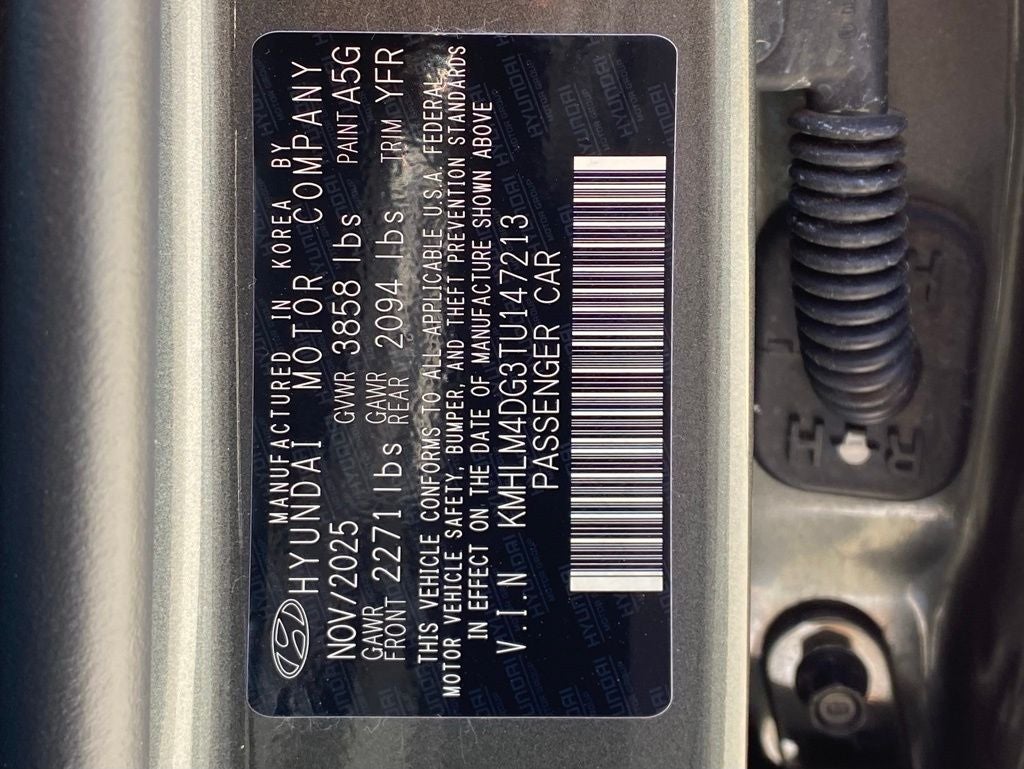 MANUFACTURED IN KOREA BY
HYUNDAI MOTOR COMPANY
NOV/2025 GVWR 3858 lbs PAINT A5G
GAWR FRONT 2271 lbs GAWR REAR 2094 lbs TRIM YFR
THIS VEHICLE CONFORMS TO ALL APPLICABLE U.S.A. FEDERAL
MOTOR VEHICLE SAFETY, BUMPER, AND THEFT PREVENTION STANDARDS
IN EFFECT ON THE DATE OF MANUFACTURE SHOWN ABOVE
V.I.N KMHLM4DG3TU147213
PASSENGER CAR
RH